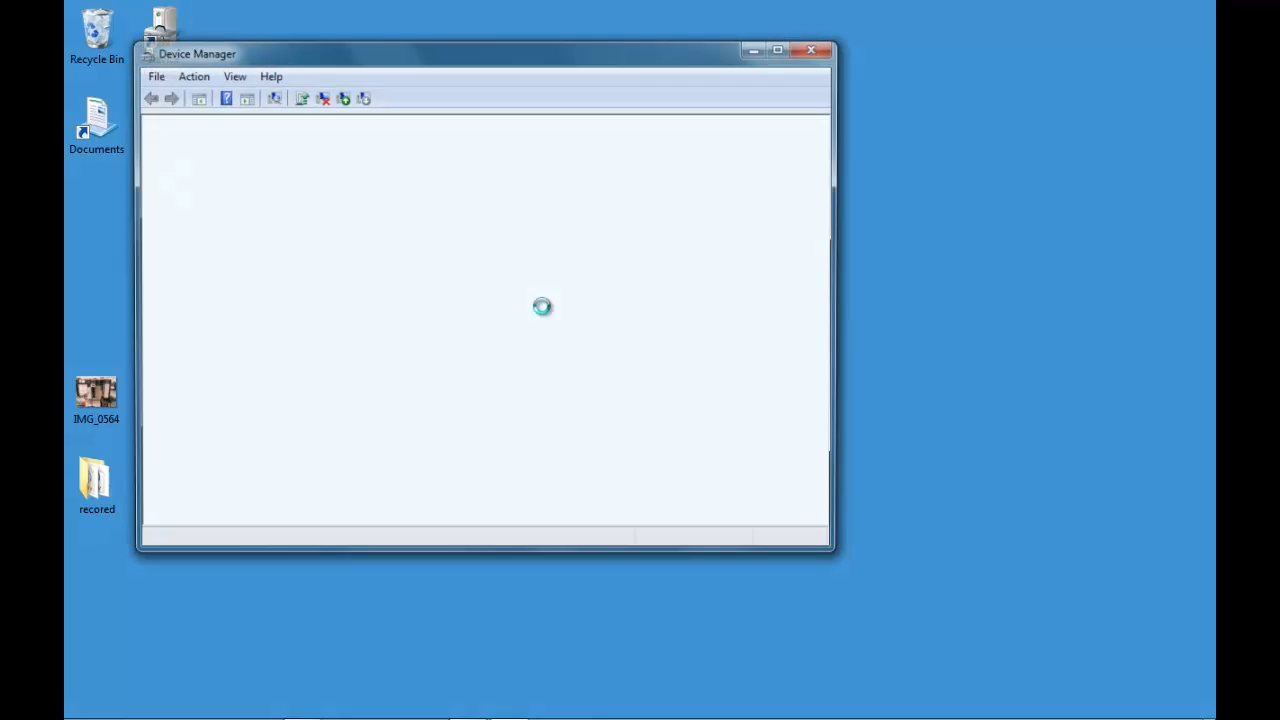 Recycle Bin
Device Manager
File Action View Help
Documents
IMG_0564
recored